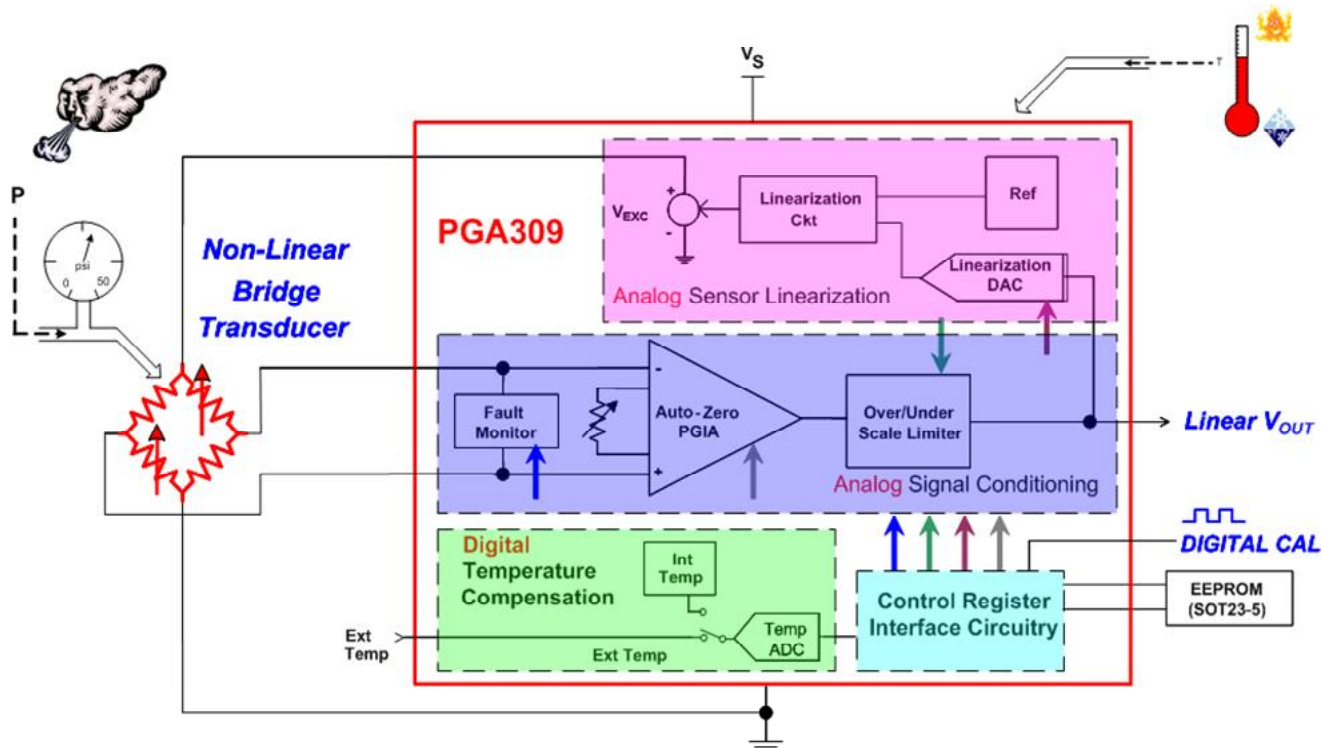 V_S
T
P
psi
0
50
Non-Linear
Bridge
Transducer
PGA309
V_EXC
+
-
Linearization
Ckt
Ref
Linearization
DAC
Analog Sensor Linearization
Fault
Monitor
-
+
Auto-Zero
PGIA
Over/Under
Scale Limiter
Linear V_OUT
Analog Signal Conditioning
Digital
Temperature
Compensation
Int
Temp
Ext
Temp
Ext Temp
Temp
ADC
Control Register
Interface Circuitry
DIGITAL CAL
EEPROM
(SOT23-5)